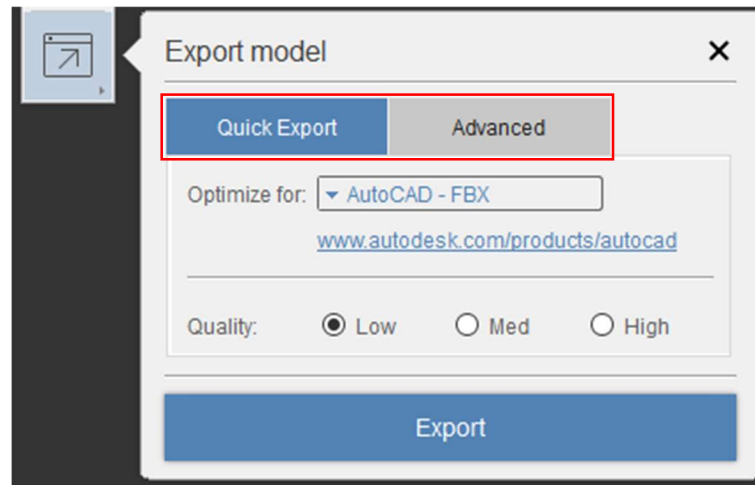 Export model
Quick Export Advanced
Optimize for: AutoCAD - FBX
www.autodesk.com/products/autocad
Quality: Low Med High
Export